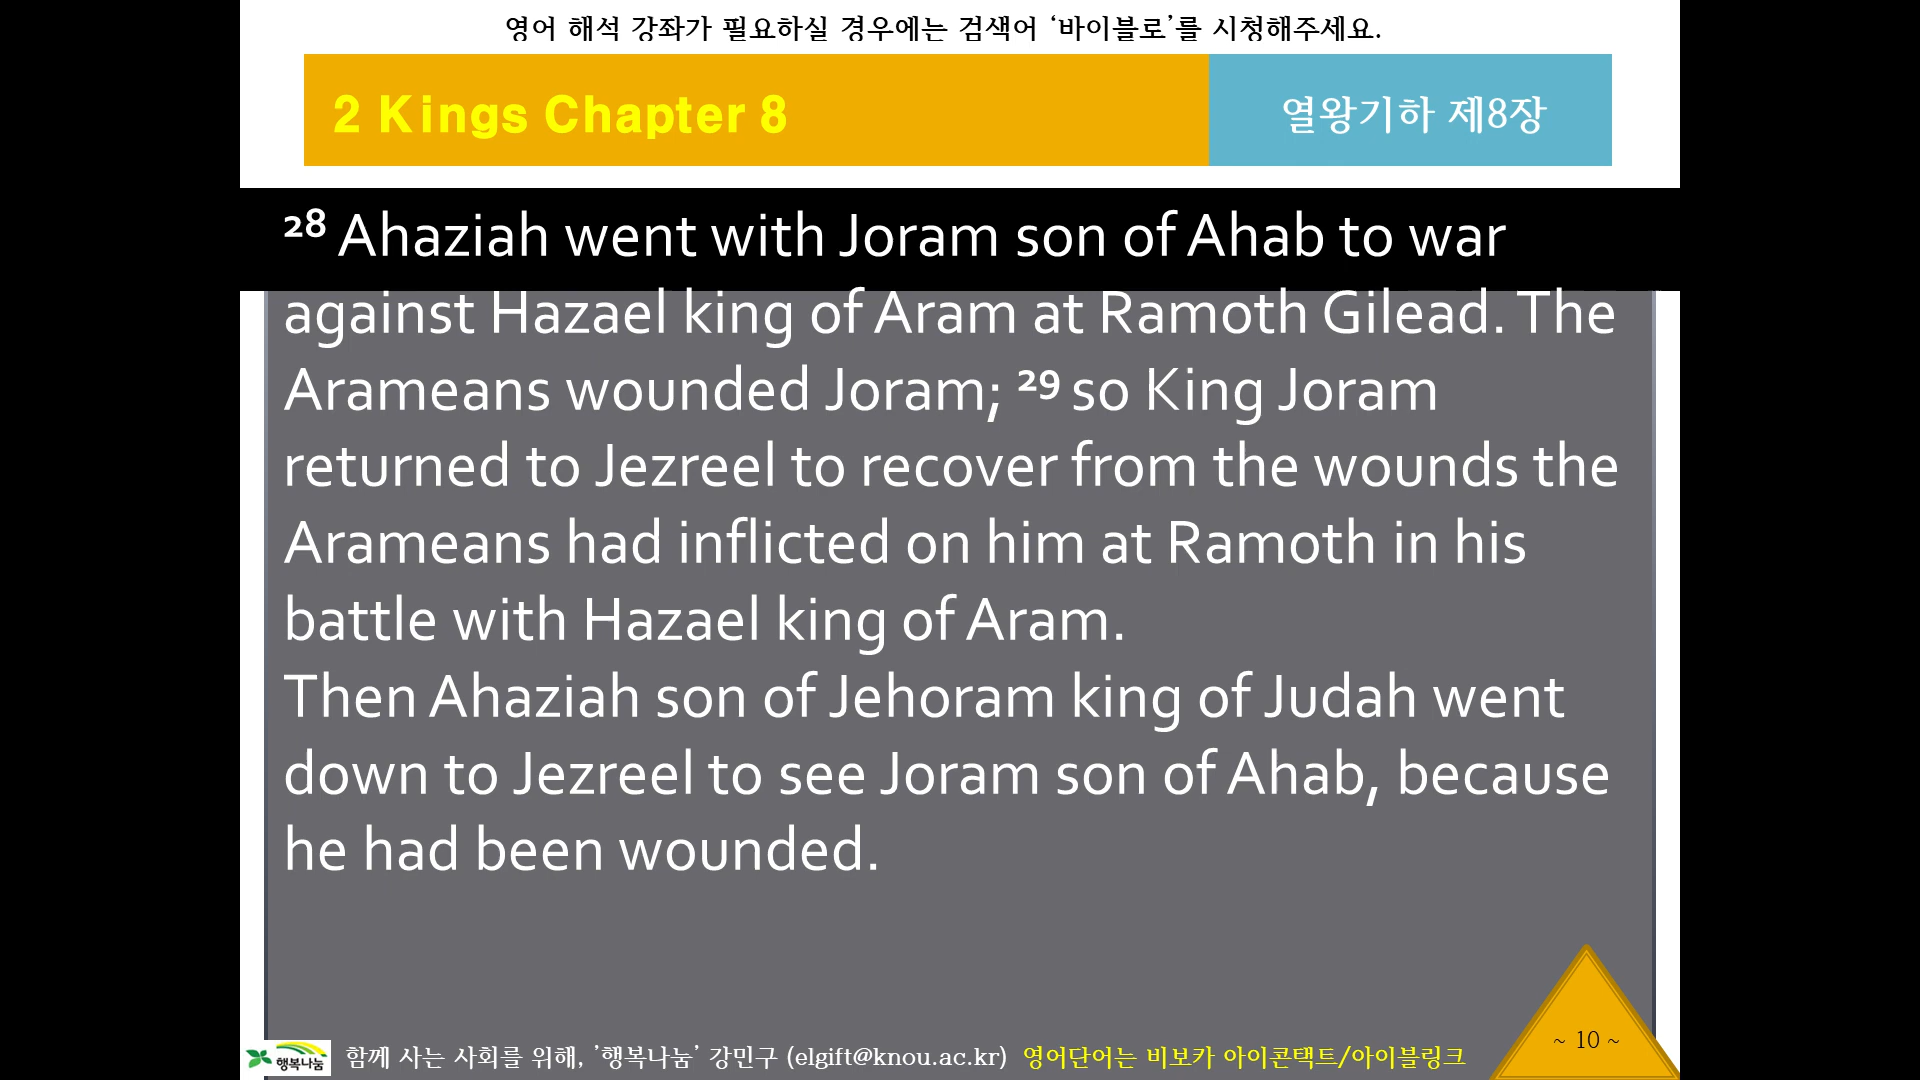 영어 해석 강좌가 필요하실 경우에는 검색어 ‘바이블로’를 시청해주세요.
2 Kings Chapter 8
열왕기하 제8장
28 Ahaziah went with Joram son of Ahab to war
against Hazael king of Aram at Ramoth Gilead. The
Arameans wounded Joram; 29 so King Joram
returned to Jezreel to recover from the wounds the
Arameans had inflicted on him at Ramoth in his
battle with Hazael king of Aram.
Then Ahaziah son of Jehoram king of Judah went
down to Jezreel to see Joram son of Ahab, because
he had been wounded.
~ 10 ~
행복나눔
함께 사는 사회를 위해, ’행복나눔’ 강민구 (elgift@knou.ac.kr) 영어단어는 비보카 아이콘택트/아이블링크